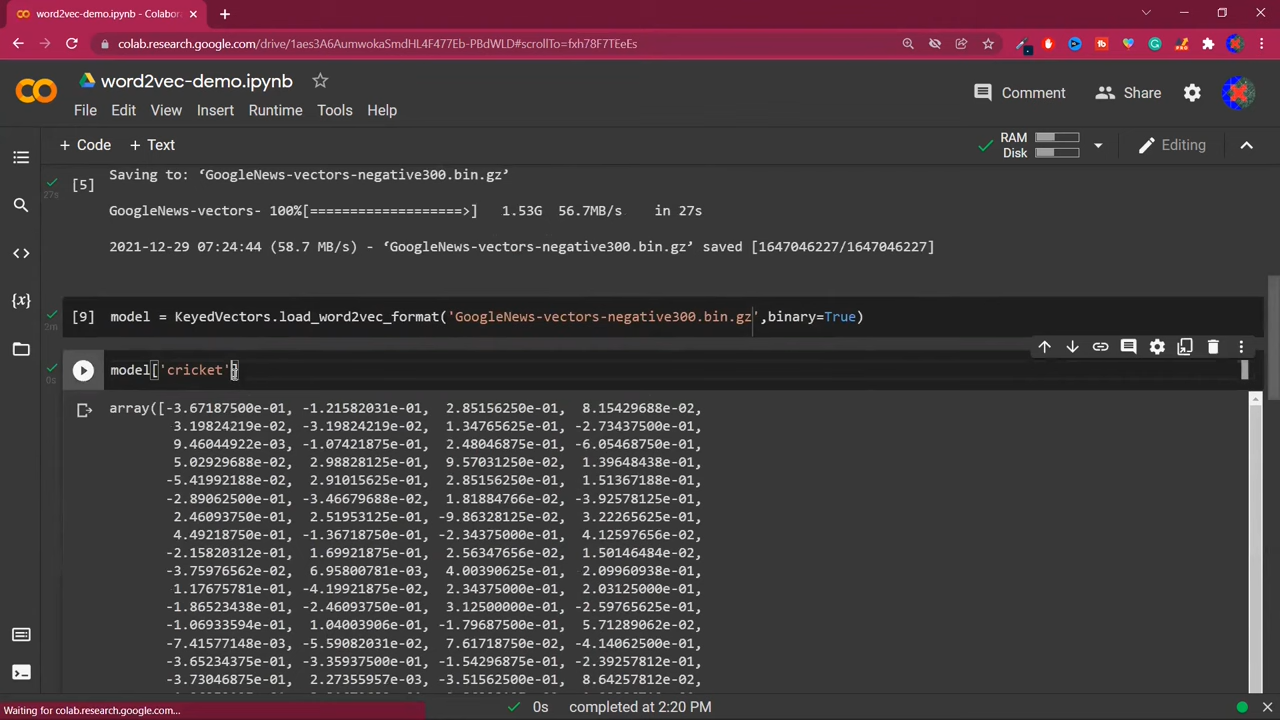 word2vec-demo.ipynb - Colabora
colab.research.google.com/drive/1aes3A6AumwokaSmdHL4F477Eb-PBdWLD#scrollTo=fxh78F7TEeEs
word2vec-demo.ipynb
File Edit View Insert Runtime Tools Help
Comment Share
+ Code + Text
RAM
Disk
Editing
Saving to: ‘GoogleNews-vectors-negative300.bin.gz’
[5]
27s
GoogleNews-vectors- 100%[===================>] 1.53G 56.7MB/s in 27s
2021-12-29 07:24:44 (58.7 MB/s) - ‘GoogleNews-vectors-negative300.bin.gz’ saved [1647046227/1647046227]
[9] model = KeyedVectors.load_word2vec_format('GoogleNews-vectors-negative300.bin.gz',binary=True)
2m
model['cricket']
0s
array([-3.67187500e-01, -1.21582031e-01, 2.85156250e-01, 8.15429688e-02,
3.19824219e-02, -3.19824219e-02, 1.34765625e-01, -2.73437500e-01,
9.46044922e-03, -1.07421875e-01, 2.48046875e-01, -6.05468750e-01,
5.02929688e-02, 2.98828125e-01, 9.57031250e-02, 1.39648438e-01,
-5.41992188e-02, 2.91015625e-01, 2.85156250e-01, 1.51367188e-01,
-2.89062500e-01, -3.46679688e-02, 1.81884766e-02, -3.92578125e-01,
2.46093750e-01, 2.51953125e-01, -9.86328125e-02, 3.22265625e-01,
4.49218750e-01, -1.36718750e-01, -2.34375000e-01, 4.12597656e-02,
-2.15820312e-01, 1.69921875e-01, 2.56347656e-02, 1.50146484e-02,
-3.75976562e-02, 6.95800781e-03, 4.00390625e-01, 2.09960938e-01,
1.17675781e-01, -4.19921875e-02, 2.34375000e-01, 2.03125000e-01,
-1.86523438e-01, -2.46093750e-01, 3.12500000e-01, -2.59765625e-01,
-1.06933594e-01, 1.04003906e-01, -1.79687500e-01, 5.71289062e-02,
-7.41577148e-03, -5.59082031e-02, 7.61718750e-02, -4.14062500e-01,
-3.65234375e-01, -3.35937500e-01, -1.54296875e-01, -2.39257812e-01,
-3.73046875e-01, 2.27355957e-03, -3.51562500e-01, 8.64257812e-02,
Waiting for colab.research.google.com...
0s completed at 2:20 PM